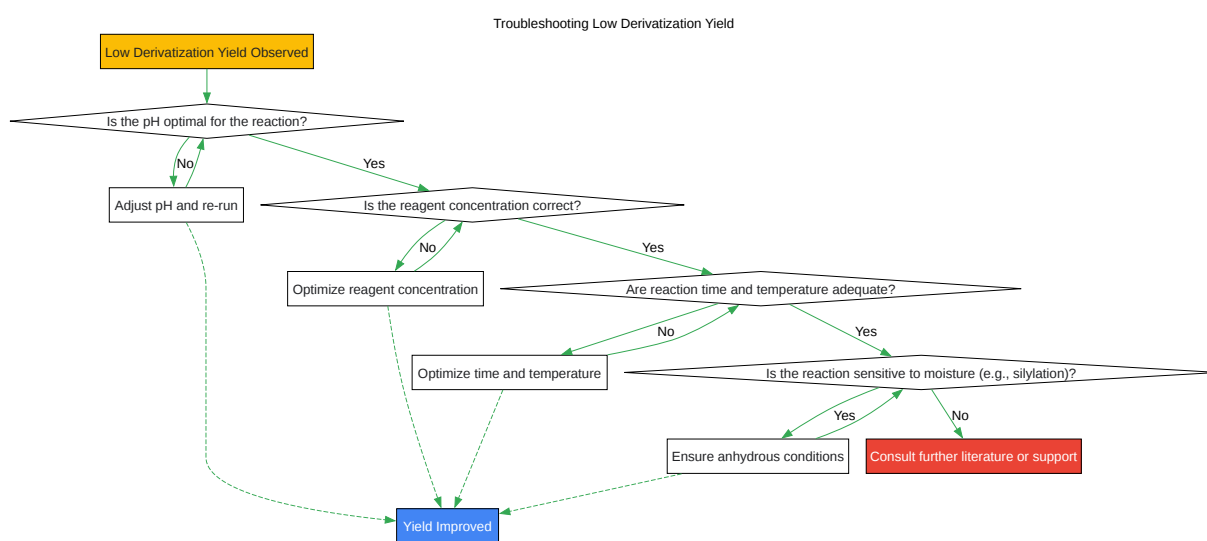 Troubleshooting Low Derivatization Yield
Low Derivatization Yield Observed
Is the pH optimal for the reaction?
No
Yes
Adjust pH and re-run
Is the reagent concentration correct?
No
Yes
Optimize reagent concentration
Are reaction time and temperature adequate?
No
Yes
Optimize time and temperature
Is the reaction sensitive to moisture (e.g., silylation)?
Yes
No
Ensure anhydrous conditions
Consult further literature or support
Yield Improved